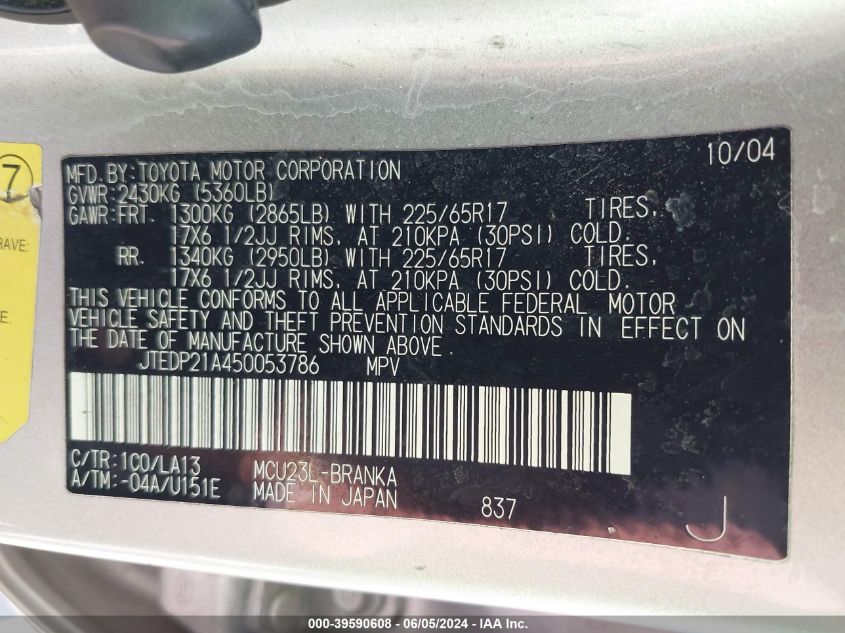 7
RAVE:
E.
10/04
MFD.BY:TOYOTA MOTOR CORPORATION
GVWR:2430KG (5360LB)
GAWR:FRT. 1300KG (2865LB) WITH 225/65R17 TIRES,
17X6 1/2JJ RIMS, AT 210KPA (30PSI) COLD.
RR. 1340KG (2950LB) WITH 225/65R17 TIRES,
17X6 1/2JJ RIMS, AT 210KPA (30PSI) COLD.
THIS VEHICLE CONFORMS TO ALL APPLICABLE FEDERAL MOTOR
VEHICLE SAFETY AND THEFT PREVENTION STANDARDS IN EFFECT ON
THE DATE OF MANUFACTURE SHOWN ABOVE.
JTEDP21A450053786 MPV
C/TR:1C0/LA13 MCU23L-BRANKA
A/TM:-04A/U151E MADE IN JAPAN 837 J
000-39590608 - 06/05/2024 - IAA Inc.